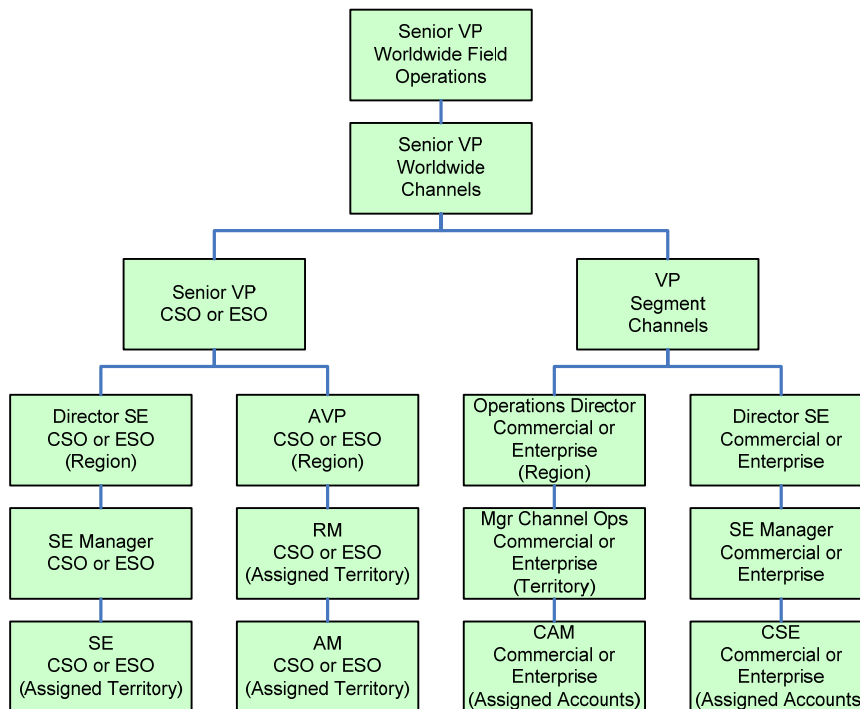 Senior VP
Worldwide Field
Operations
Senior VP
Worldwide
Channels
Senior VP
CSO or ESO
VP
Segment
Channels
Director SE
CSO or ESO
(Region)
AVP
CSO or ESO
(Region)
Operations Director
Commercial or
Enterprise
(Region)
Director SE
Commercial or
Enterprise
SE Manager
CSO or ESO
RM
CSO or ESO
(Assigned Territory)
Mgr Channel Ops
Commercial or
Enterprise
(Territory)
SE Manager
Commercial or
Enterprise
SE
CSO or ESO
(Assigned Territory)
AM
CSO or ESO
(Assigned Territory)
CAM
Commercial or
Enterprise
(Assigned Accounts)
CSE
Commercial or
Enterprise
(Assigned Accounts)